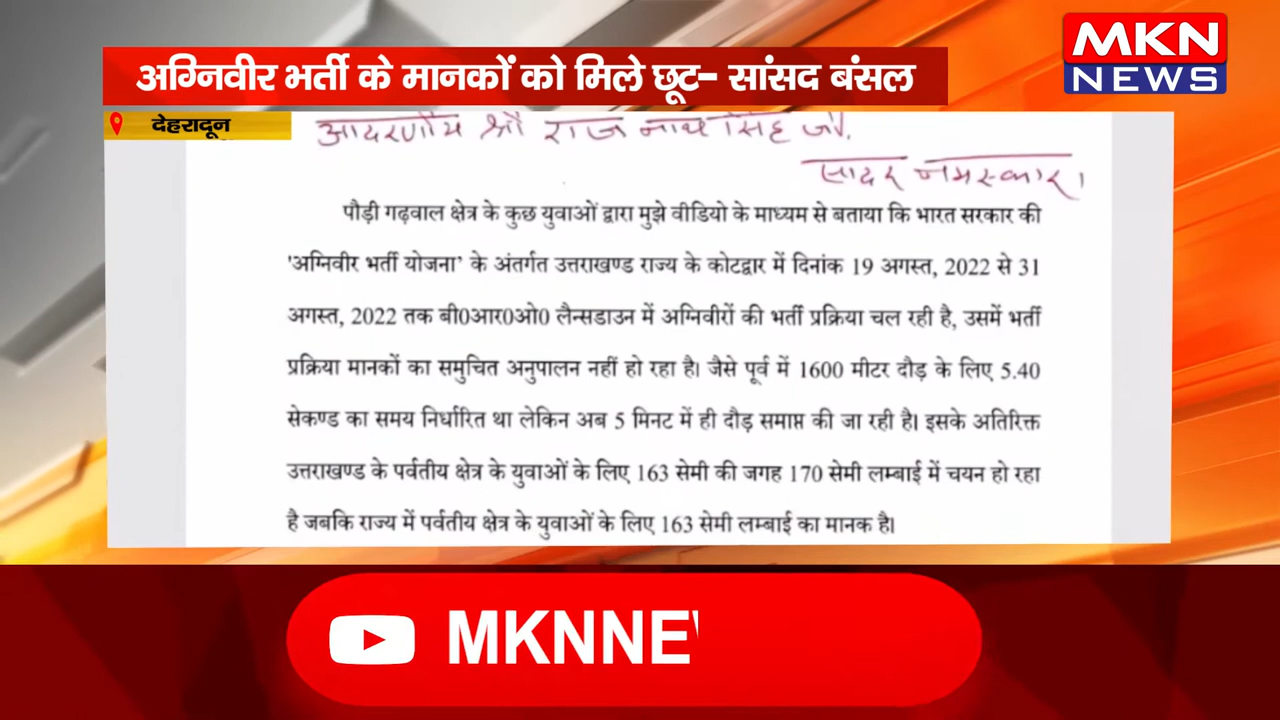 MKN
NEWS
अग्निवीर भर्ती के मानकों को मिले छूट- सांसद बंसल
देहरादून
आदरणीय श्री राज नाथ सिंह जी,
सादर नमस्कार।
पौड़ी गढ़वाल क्षेत्र के कुछ युवाओं द्वारा मुझे वीडियो के माध्यम से बताया कि भारत सरकार की
'अग्निवीर भर्ती योजना' के अंतर्गत उत्तराखण्ड राज्य के कोटद्वार में दिनांक 19 अगस्त, 2022 से 31
अगस्त, 2022 तक बी0आर0ओ0 लैन्सडाउन में अग्निवीरों की भर्ती प्रक्रिया चल रही है, उसमें भर्ती
प्रक्रिया मानकों का समुचित अनुपालन नहीं हो रहा है। जैसे पूर्व में 1600 मीटर दौड़ के लिए 5.40
सेकण्ड का समय निर्धारित था लेकिन अब 5 मिनट में ही दौड़ समाप्त की जा रही है। इसके अतिरिक्त
उत्तराखण्ड के पर्वतीय क्षेत्र के युवाओं के लिए 163 सेमी की जगह 170 सेमी लम्बाई में चयन हो रहा
है जबकि राज्य में पर्वतीय क्षेत्र के युवाओं के लिए 163 सेमी लम्बाई का मानक है।
MKNNE